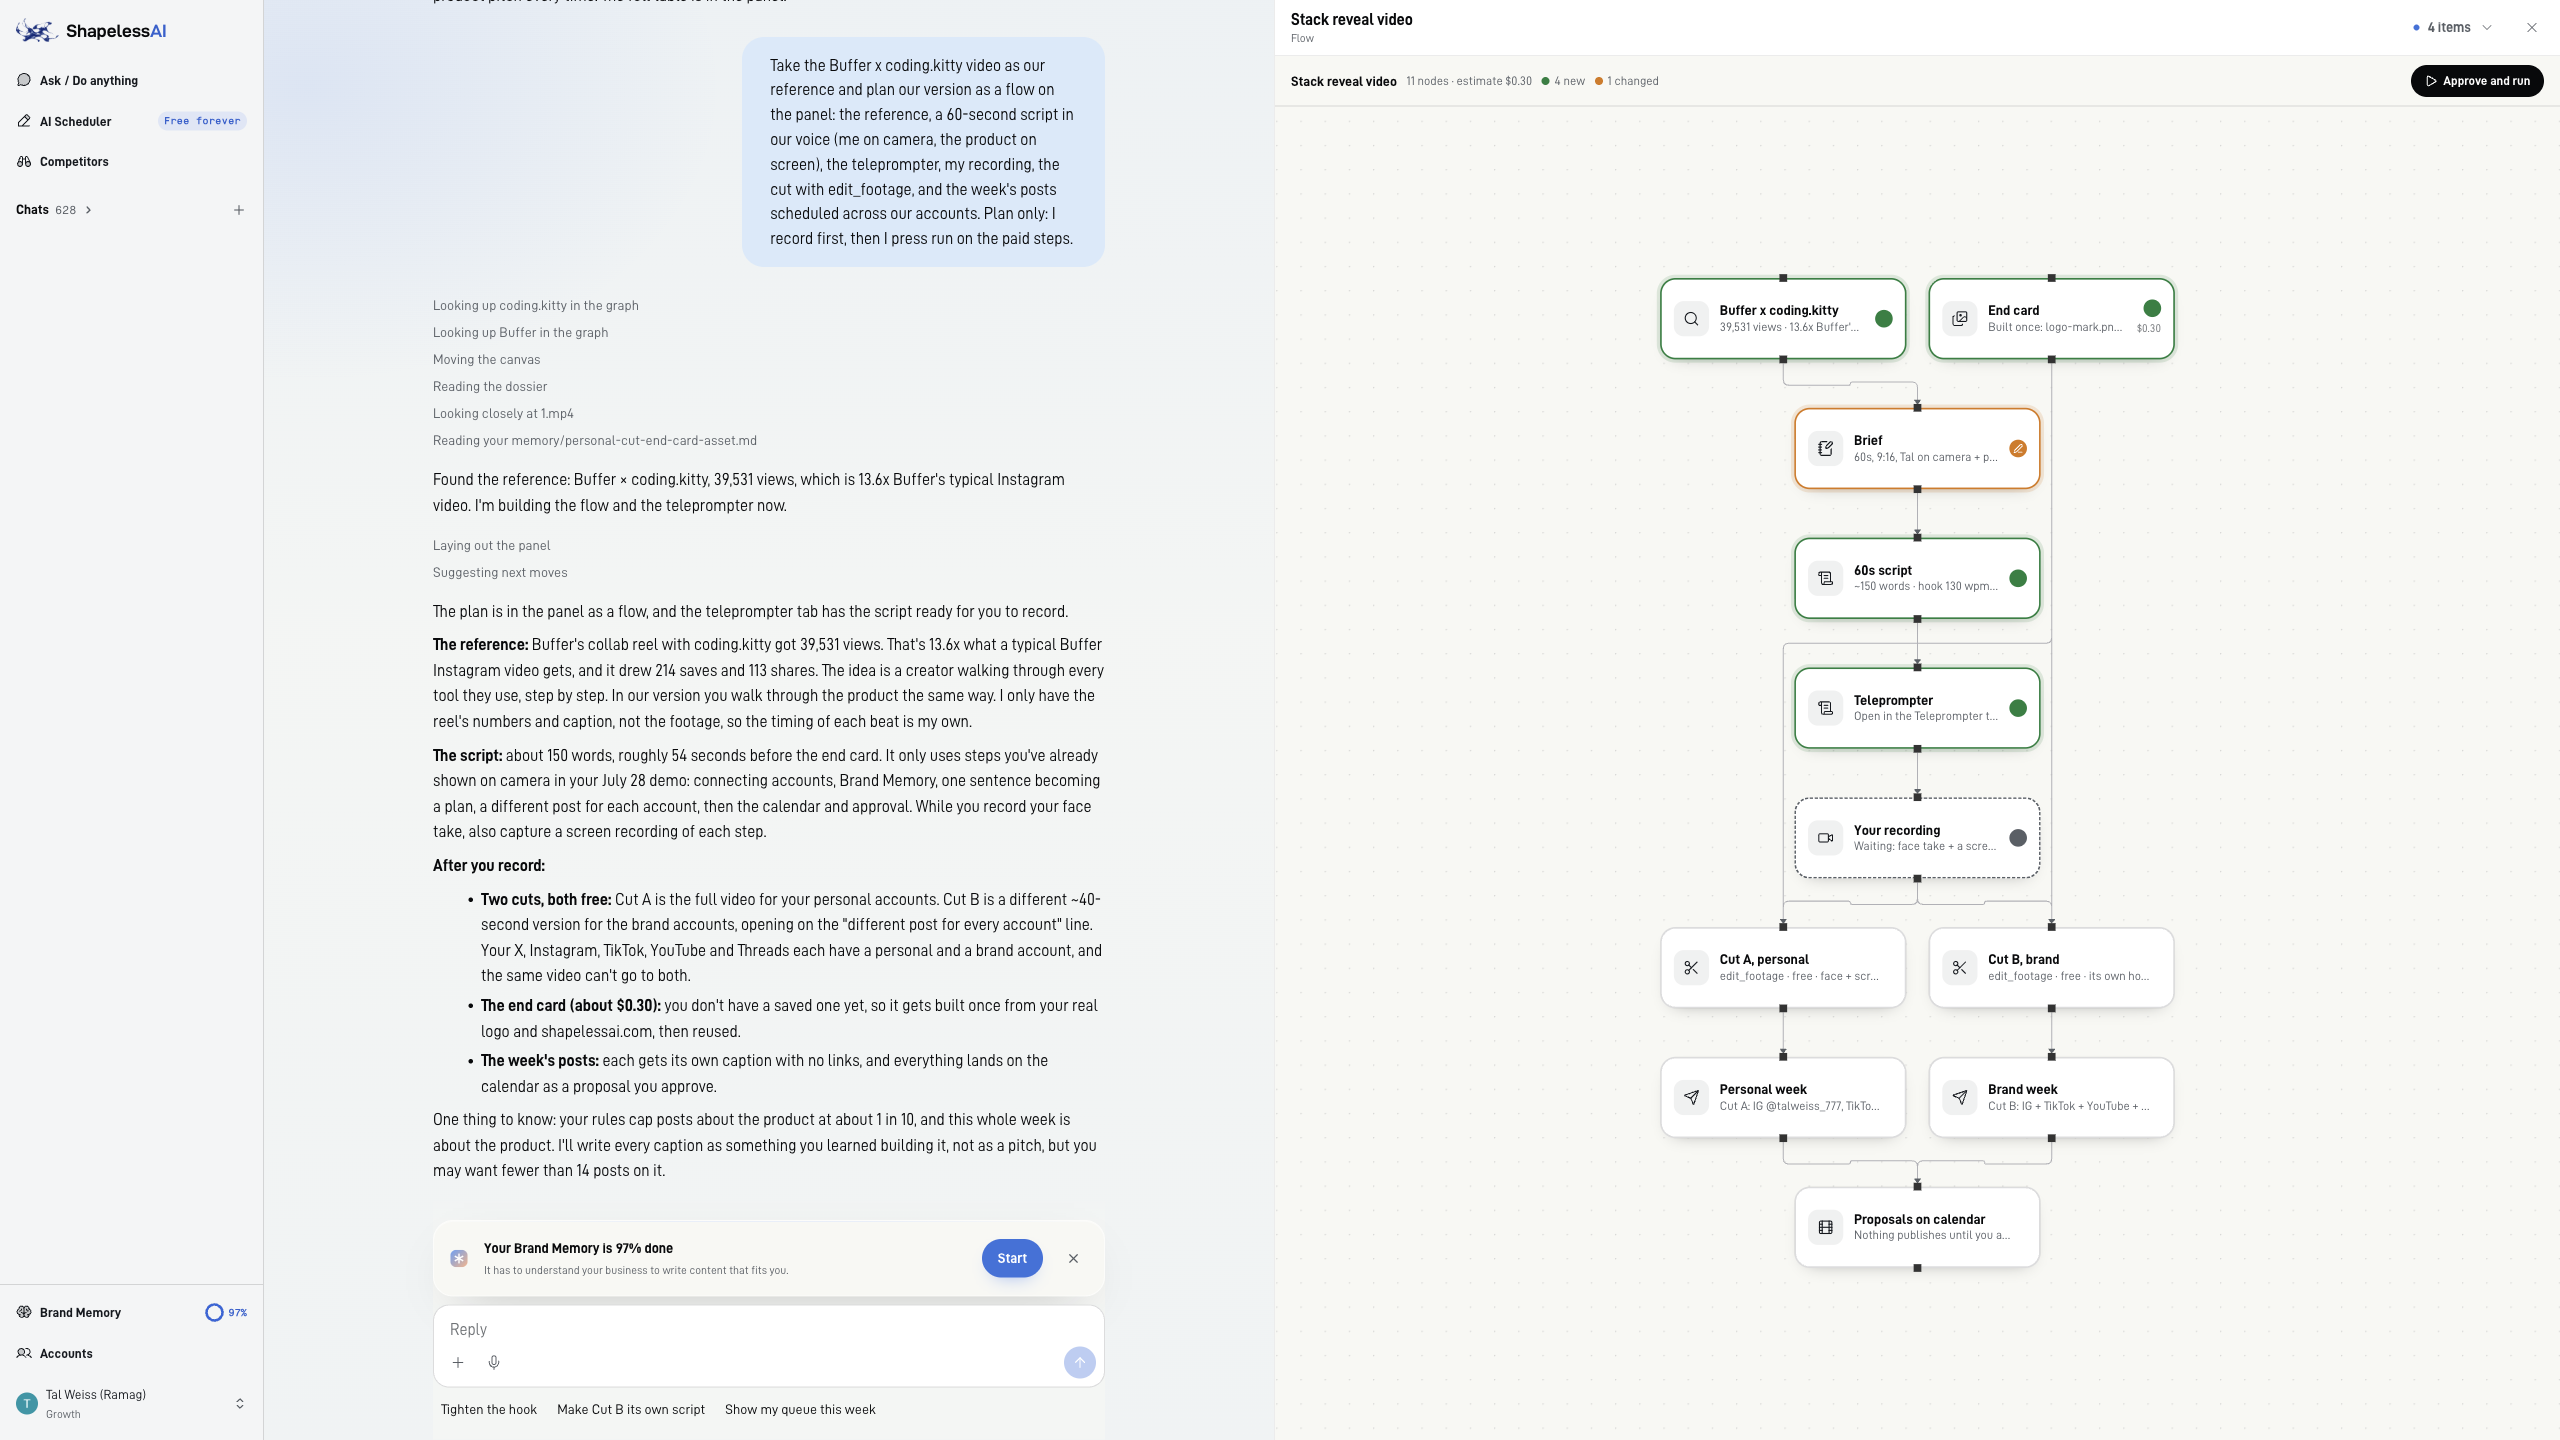 ShapelessAI
Ask / Do anything
AI Scheduler
Free forever
Competitors
Chats 628
Brand Memory
97%
Accounts
T
Tal Weiss (Ramag)
Growth
Take the Buffer x coding.kitty video as our
reference and plan our version as a flow on
the panel: the reference, a 60-second script in
our voice (me on camera, the product on
screen), the teleprompter, my recording, the
cut with edit_footage, and the week's posts
scheduled across our accounts. Plan only: I
record first, then I press run on the paid steps.
Looking up coding.kitty in the graph
Looking up Buffer in the graph
Moving the canvas
Reading the dossier
Looking closely at 1.mp4
Reading your memory/personal-cut-end-card-asset.md
Found the reference: Buffer × coding.kitty, 39,531 views, which is 13.6x Buffer's typical Instagram
video. I'm building the flow and the teleprompter now.
Laying out the panel
Suggesting next moves
The plan is in the panel as a flow, and the teleprompter tab has the script ready for you to record.
The reference: Buffer's collab reel with coding.kitty got 39,531 views. That's 13.6x what a typical Buffer
Instagram video gets, and it drew 214 saves and 113 shares. The idea is a creator walking through every
tool they use, step by step. In our version you walk through the product the same way. I only have the
reel's numbers and caption, not the footage, so the timing of each beat is my own.
The script: about 150 words, roughly 54 seconds before the end card. It only uses steps you've already
shown on camera in your July 28 demo: connecting accounts, Brand Memory, one sentence becoming
a plan, a different post for each account, then the calendar and approval. While you record your face
take, also capture a screen recording of each step.
After you record:
• Two cuts, both free: Cut A is the full video for your personal accounts. Cut B is a different ~40-
second version for the brand accounts, opening on the "different post for every account" line.
Your X, Instagram, TikTok, YouTube and Threads each have a personal and a brand account, and
the same video can't go to both.
• The end card (about $0.30): you don't have a saved one yet, so it gets built once from your real
logo and shapelessai.com, then reused.
• The week's posts: each gets its own caption with no links, and everything lands on the
calendar as a proposal you approve.
One thing to know: your rules cap posts about the product at about 1 in 10, and this whole week is
about the product. I'll write every caption as something you learned building it, not as a pitch, but you
may want fewer than 14 posts on it.
Your Brand Memory is 97% done
It has to understand your business to write content that fits you.
Start
Reply
Tighten the hook
Make Cut B its own script
Show my queue this week
Stack reveal video
Flow
4 items
Stack reveal video 11 nodes · estimate $0.30 4 new 1 changed
Approve and run
Buffer x coding.kitty
39,531 views · 13.6x Buffer'...
End card
Built once: logo-mark.pn...
$0.30
Brief
60s, 9:16, Tal on camera + p...
60s script
~150 words · hook 130 wpm...
Teleprompter
Open in the Teleprompter t...
Your recording
Waiting: face take + a scre...
Cut A, personal
edit_footage · free · face + scr...
Cut B, brand
edit_footage · free · its own ho...
Personal week
Cut A: IG @talweiss_777, TikTo...
Brand week
Cut B: IG + TikTok + YouTube + ...
Proposals on calendar
Nothing publishes until you a...